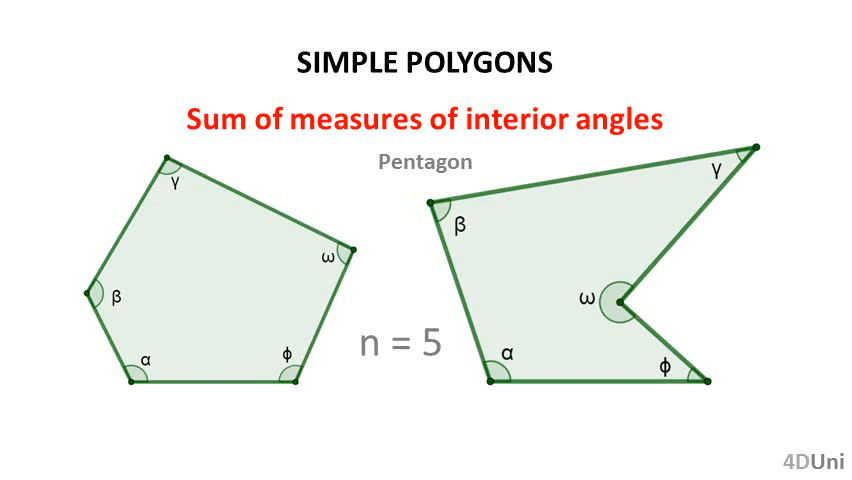 SIMPLE POLYGONS
Sum of measures of interior angles
Pentagon
γ
γ
β
ω
β
ω
n = 5
α
ϕ
α
ϕ
4DUni